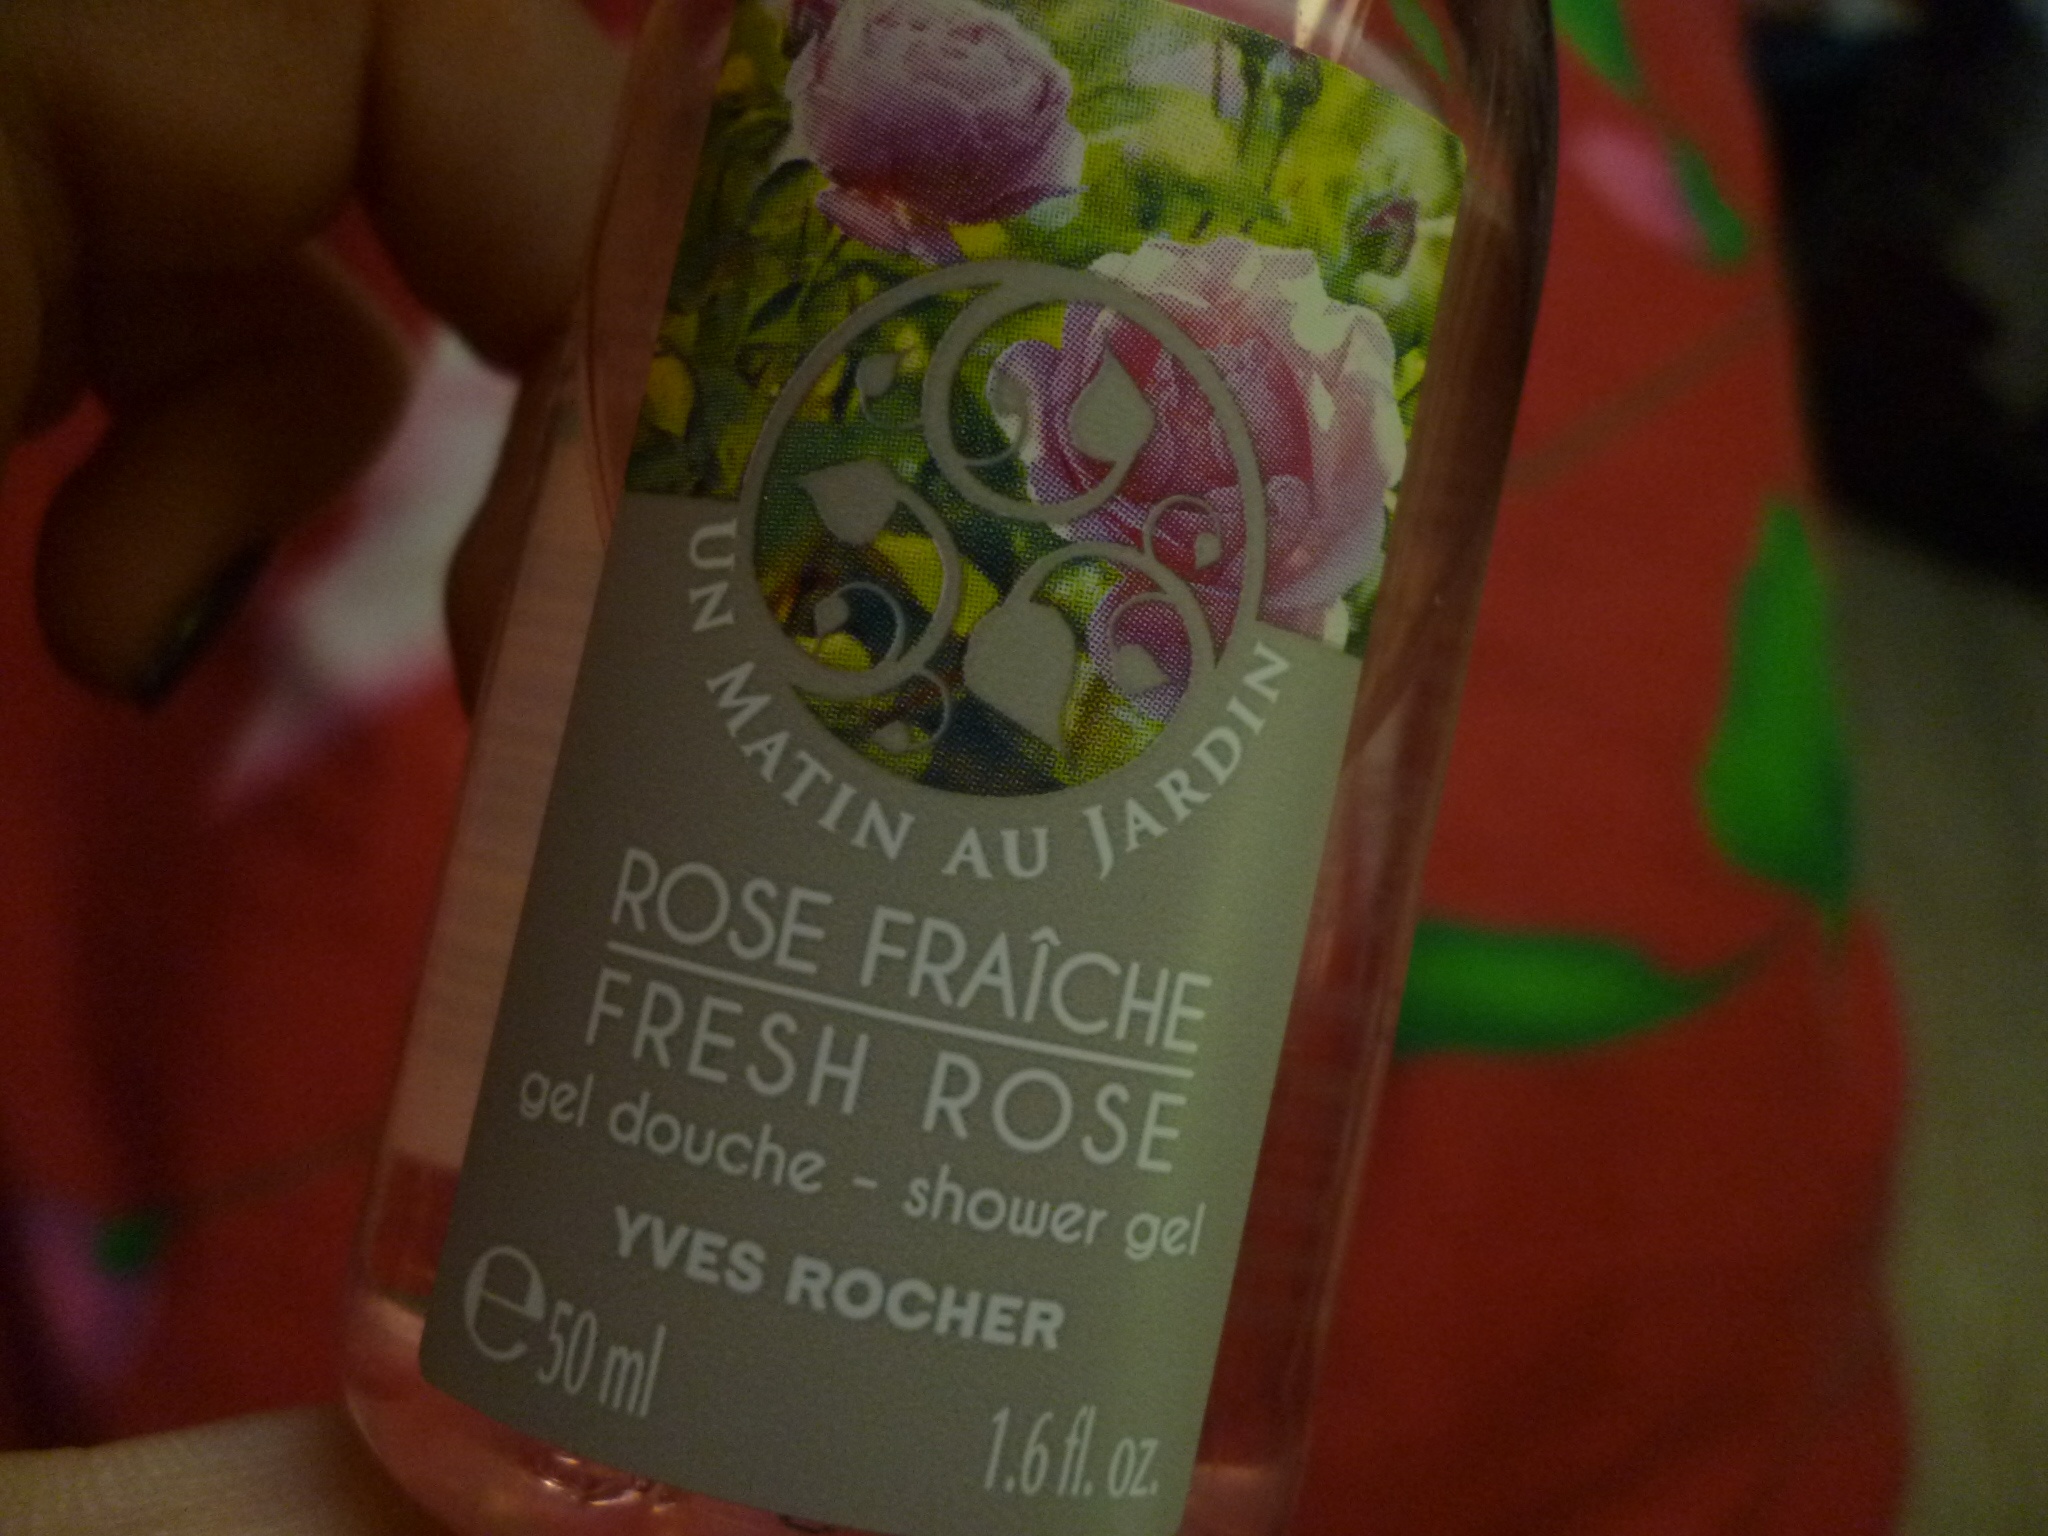 UN MATIN AU JARDIN
ROSE FRAÎCHE
FRESH ROSE
gel douche - shower gel
YVES ROCHER
℮50 ml
1.6 fl. oz.